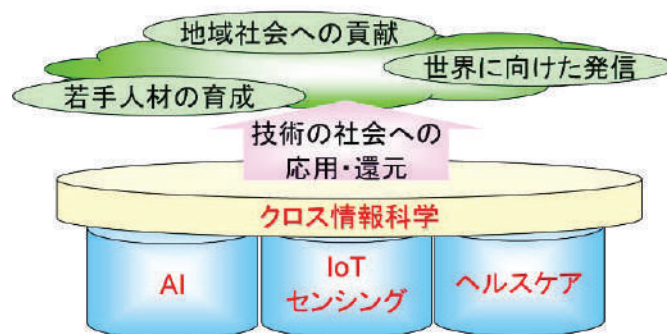 地域社会への貢献
世界に向けた発信
若手人材の育成
技術の社会への
応用・還元
クロス情報科学
AI
IoT
センシング
ヘルスケア